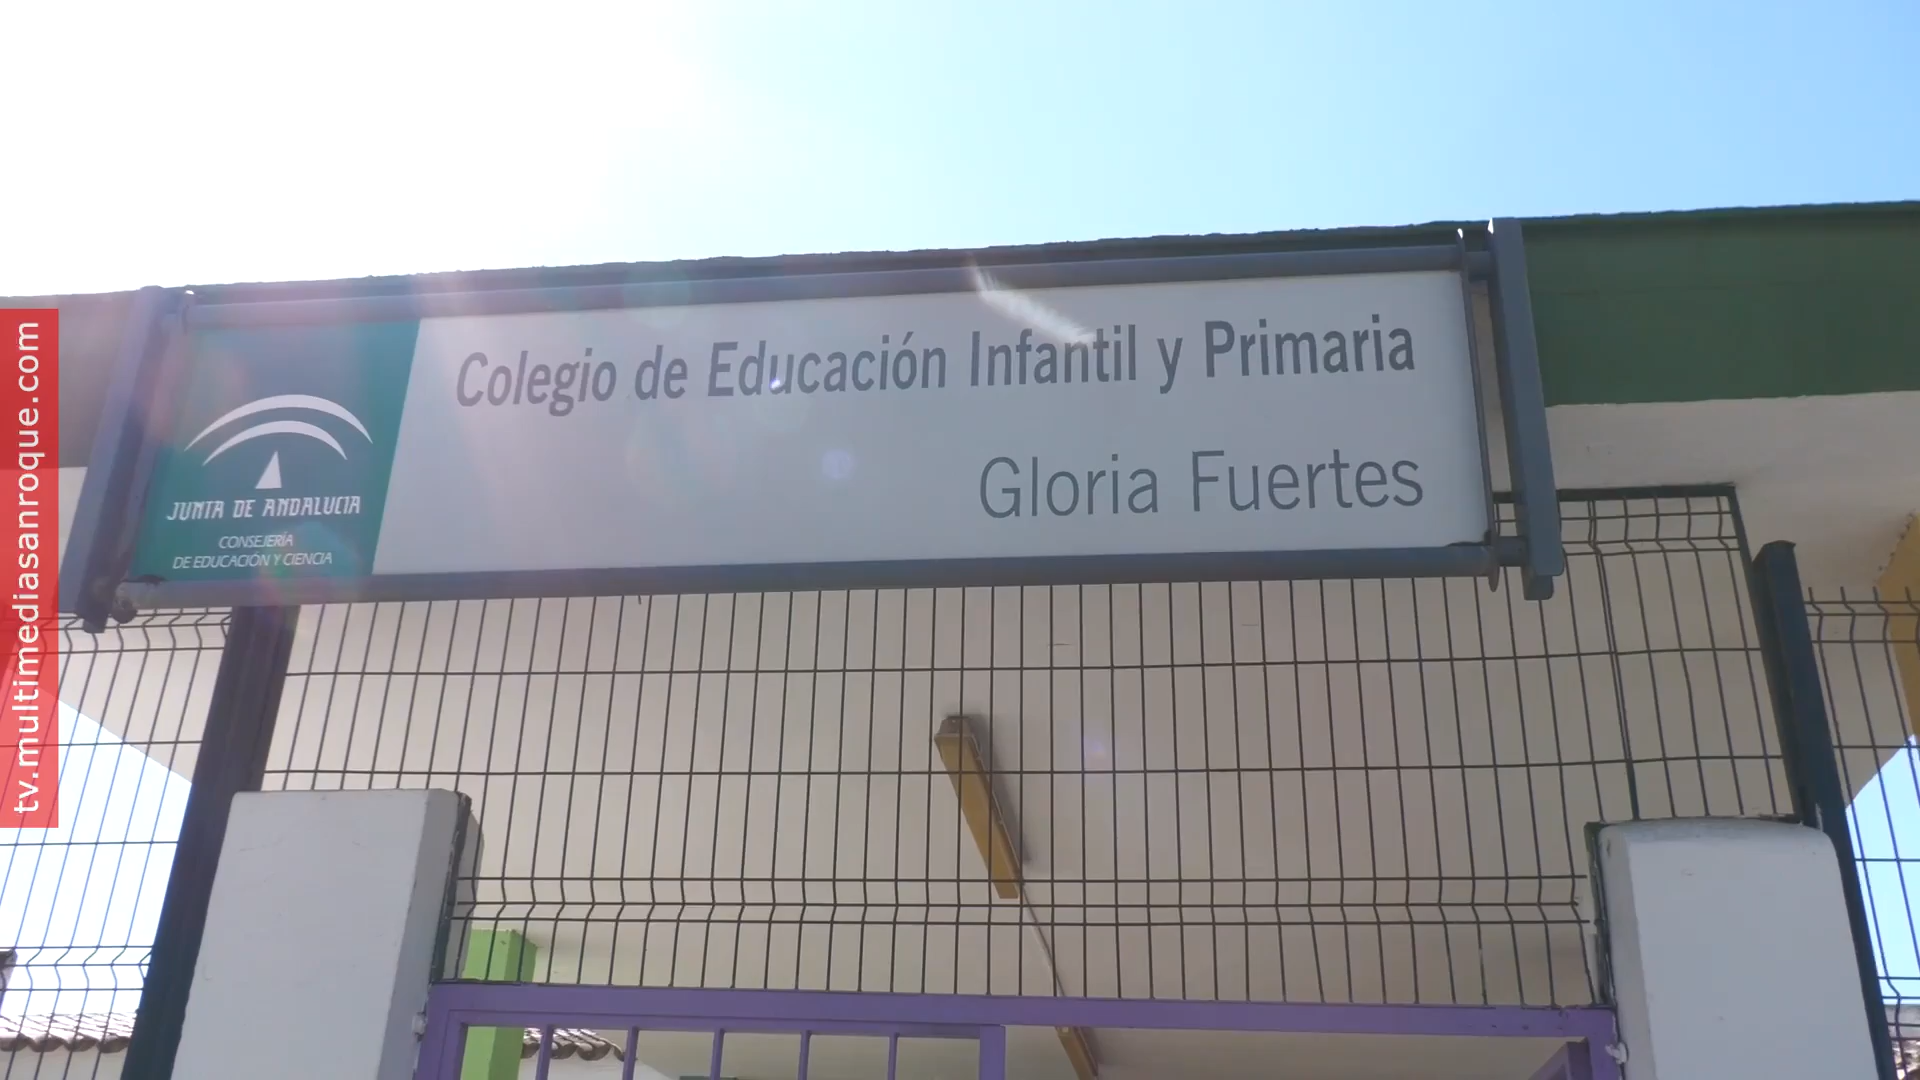 Colegio de Educación Infantil y Primaria
Gloria Fuertes
JUNTA DE ANDALUCIA
CONSEJERÍA
DE EDUCACIÓN Y CIENCIA
tv.multimediasanroque.com